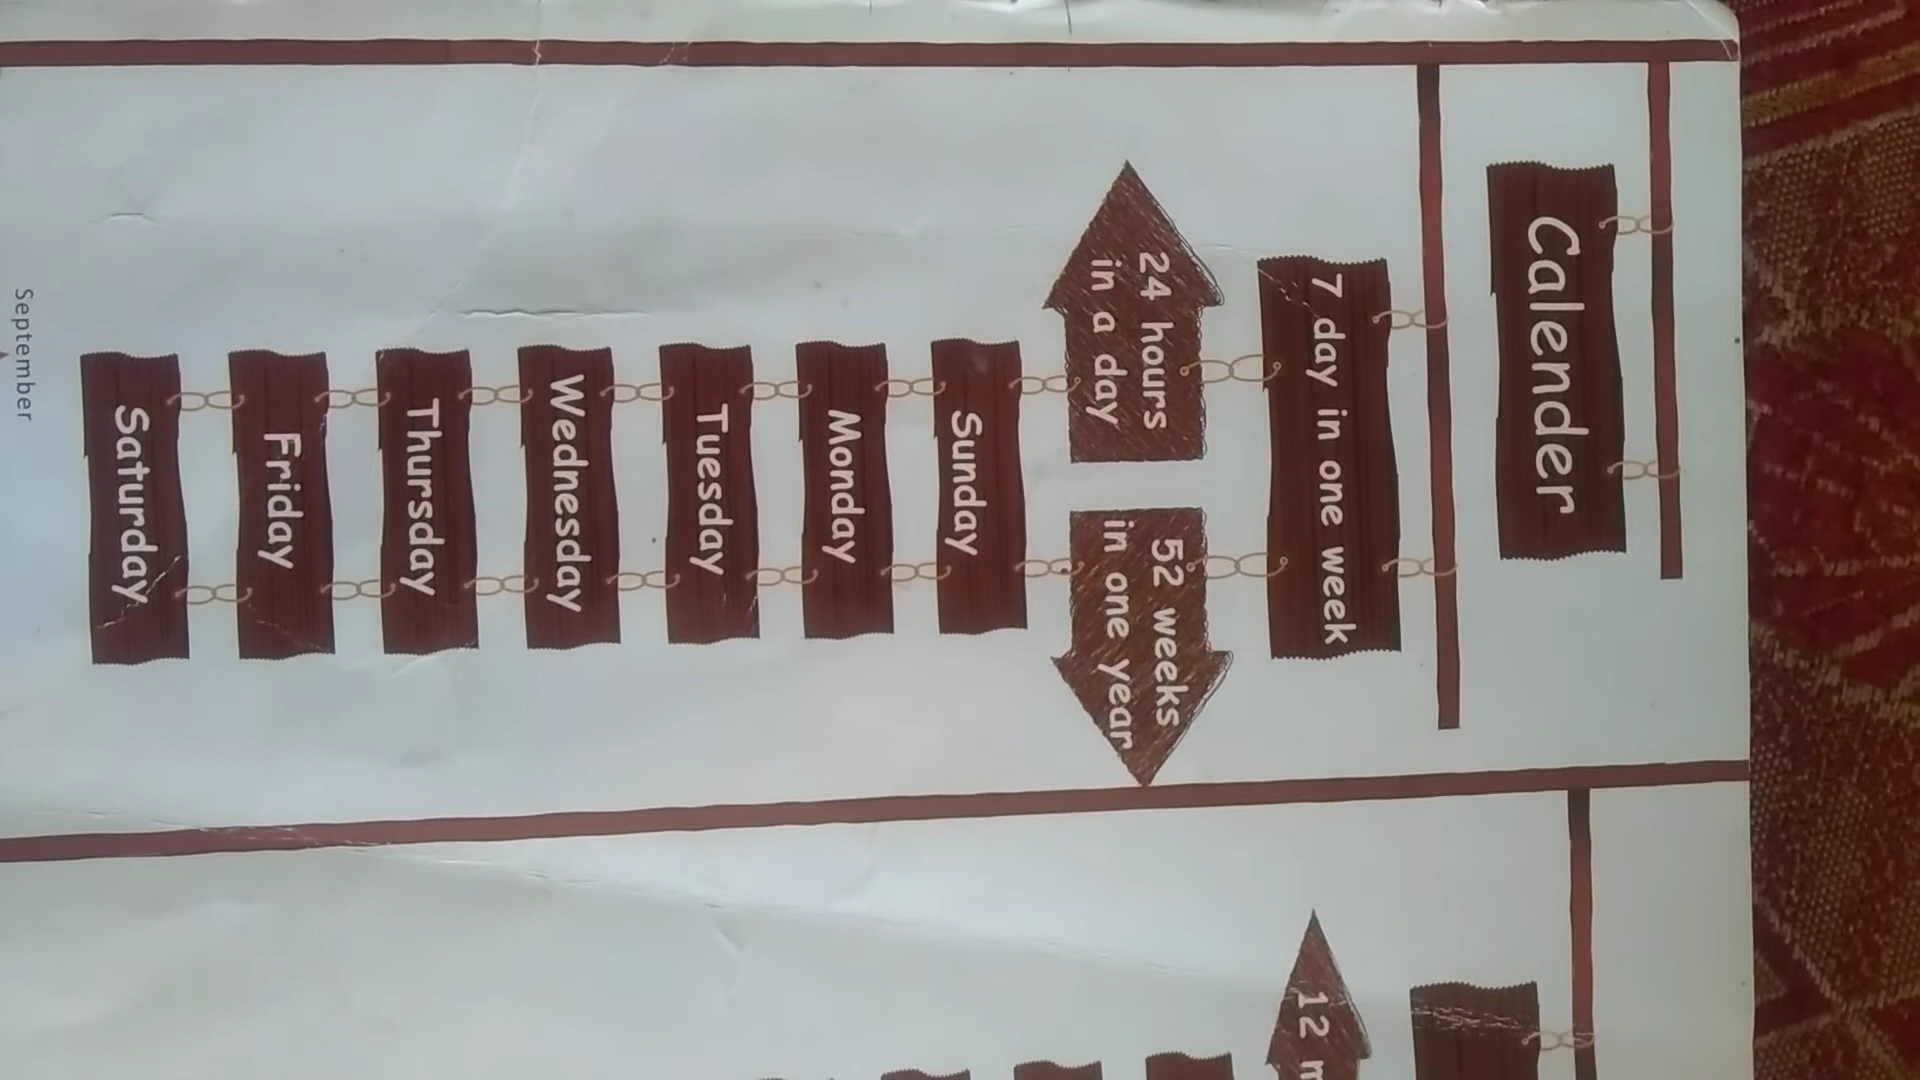 Calender
7 day in one week
24 hours
in a day
52 weeks
in one year
Sunday
Monday
Tuesday
Wednesday
Thursday
Friday
Saturday
September
12